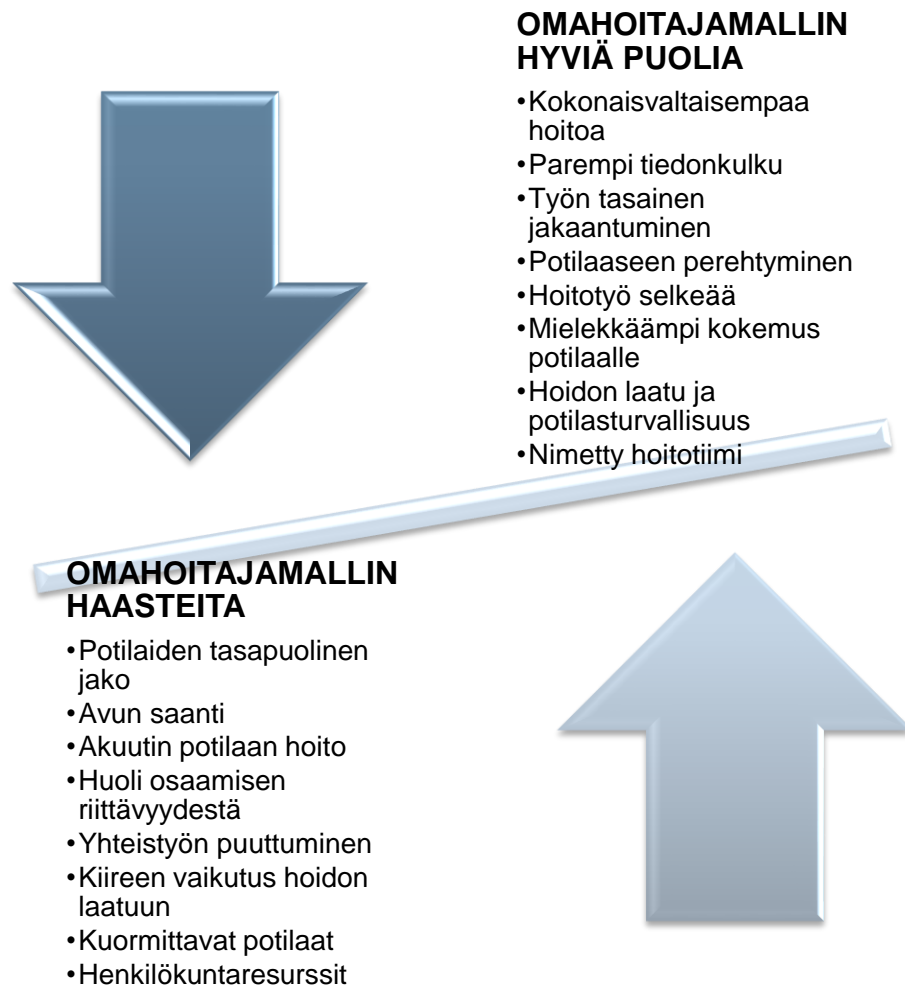 OMAHOITAJAMALLIN
HYVIÄ PUOLIA
•Kokonaisvaltaisempaa
hoitoa
•Parempi tiedonkulku
•Työn tasainen
jakaantuminen
•Potilaaseen perehtyminen
•Hoitotyö selkeää
•Mielekkäämpi kokemus
potilaalle
•Hoidon laatu ja
potilasturvallisuus
•Nimetty hoitotiimi
OMAHOITAJAMALLIN
HAASTEITA
•Potilaiden tasapuolinen
jako
•Avun saanti
•Akuutin potilaan hoito
•Huoli osaamisen
riittävyydestä
•Yhteistyön puuttuminen
•Kiireen vaikutus hoidon
laatuun
•Kuormittavat potilaat
•Henkilökuntaresurssit